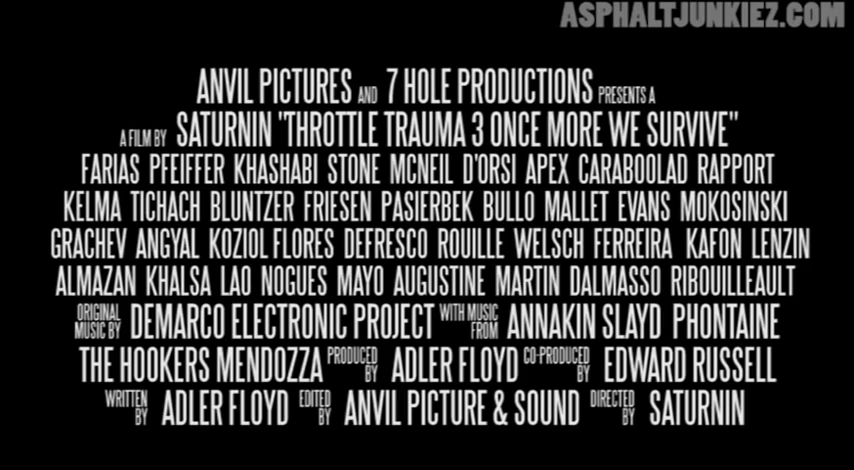 ASPHALTJUNKIEZ.COM
ANVIL PICTURES AND 7 HOLE PRODUCTIONS PRESENTS A
A FILM BY SATURNIN "THROTTLE TRAUMA 3 ONCE MORE WE SURVIVE"
FARIAS PFEIFFER KHASHABI STONE MCNEIL D'ORSI APEX CARABOOLAD RAPPORT
KELMA TICHACH BLUNTZER FRIESEN PASIERBEK BULLO MALLET EVANS MOKOSINSKI
GRACHEV ANGYAL KOZIOL FLORES DEFRESCO ROUILLE WELSCH FERREIRA KAFON LENZIN
ALMAZAN KHALSA LAO NOGUES MAYO AUGUSTINE MARTIN DALMASSO RIBOUILLEAULT
ORIGINAL MUSIC BY DEMARCO ELECTRONIC PROJECT WITH MUSIC FROM ANNAKIN SLAYD PHONTAINE
THE HOOKERS MENDOZZA PRODUCED BY ADLER FLOYD CO-PRODUCED BY EDWARD RUSSELL
WRITTEN BY ADLER FLOYD EDITED BY ANVIL PICTURE & SOUND DIRECTED BY SATURNIN